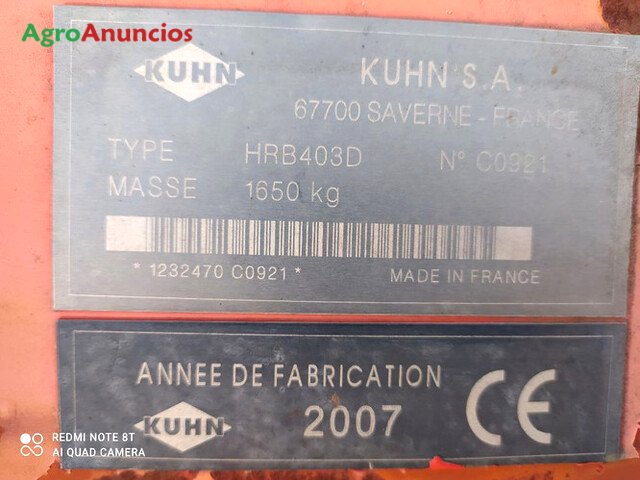 AgroAnuncios
KUHN
KUHN S.A.
67700 SAVERNE - FRANCE
TYPE HRB403D N° C0921
MASSE 1650 kg
* 1232470 C0921 *
MADE IN FRANCE
ANNEE DE FABRICATION
KUHN
2007
CE
REDMI NOTE 8T
AI QUAD CAMERA